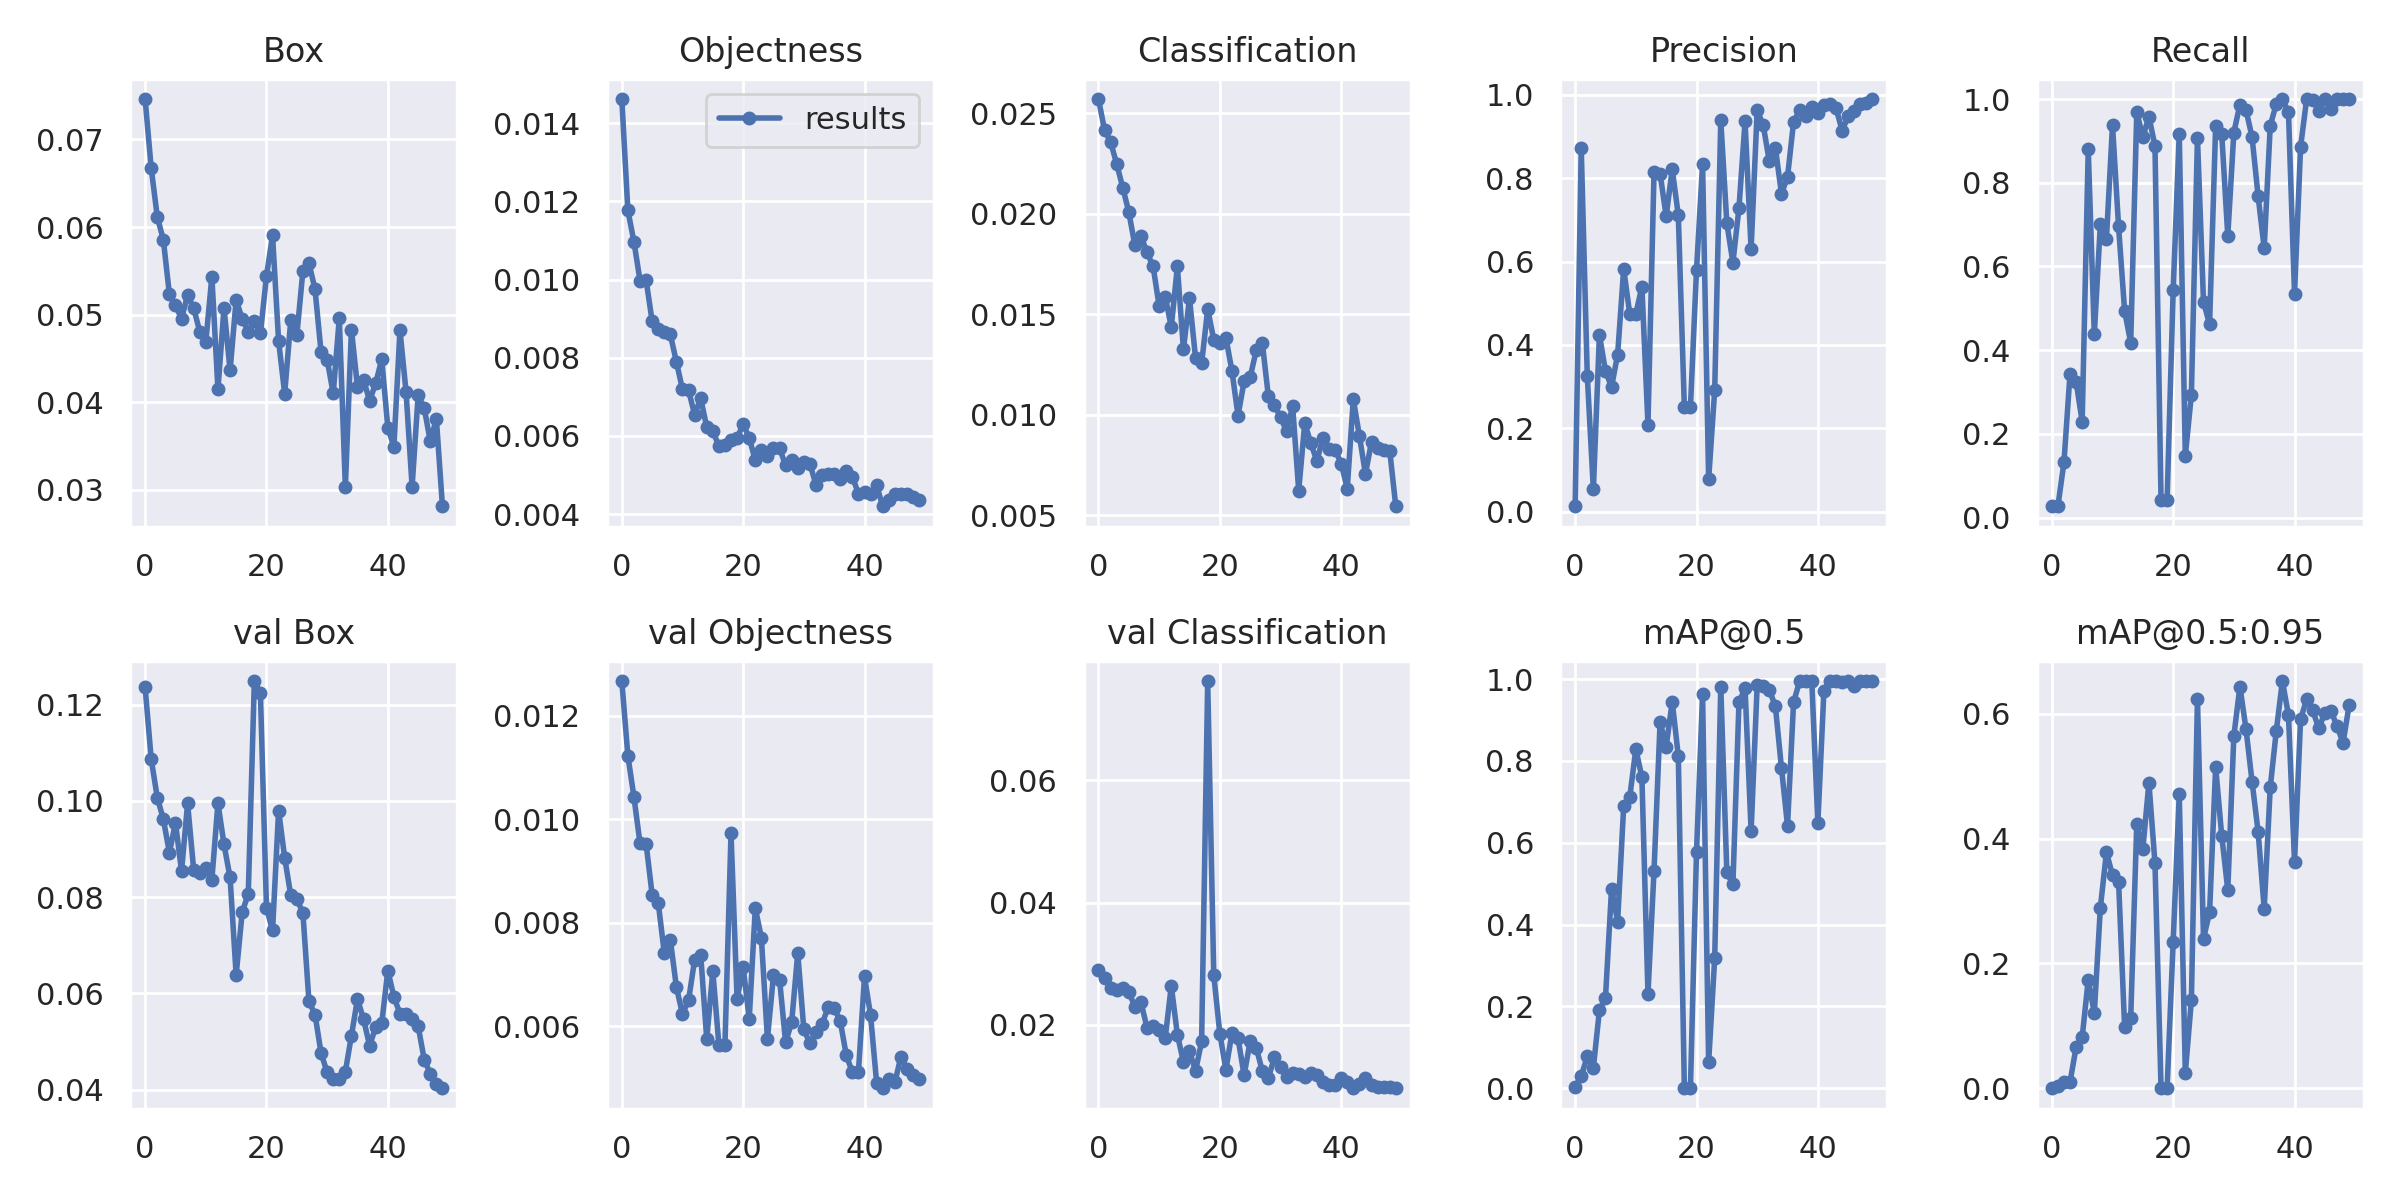 Box
Objectness
Classification
Precision
Recall
0.07
0.06
0.05
0.04
0.03
0 20 40
results
0.014
0.012
0.010
0.008
0.006
0.004
0 20 40
0.025
0.020
0.015
0.010
0.005
0 20 40
1.0
0.8
0.6
0.4
0.2
0.0
0 20 40
1.0
0.8
0.6
0.4
0.2
0.0
0 20 40
val Box
val Objectness
val Classification
mAP@0.5
mAP@0.5:0.95
0.12
0.10
0.08
0.06
0.04
0 20 40
0.012
0.010
0.008
0.006
0 20 40
0.06
0.04
0.02
0 20 40
1.0
0.8
0.6
0.4
0.2
0.0
0 20 40
0.6
0.4
0.2
0.0
0 20 40